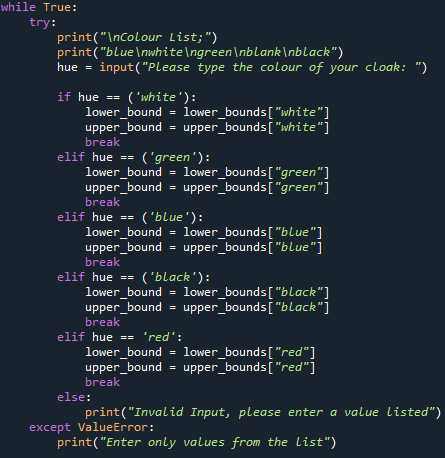 while True:
    try:
        print("\nColour List;")
        print("blue\nwhite\ngreen\nblank\nblack")
        hue = input("Please type the colour of your cloak: ")

        if hue == ('white'):
            lower_bound = lower_bounds["white"]
            upper_bound = upper_bounds["white"]
            break
        elif hue == ('green'):
            lower_bound = lower_bounds["green"]
            upper_bound = upper_bounds["green"]
            break
        elif hue == ('blue'):
            lower_bound = lower_bounds["blue"]
            upper_bound = upper_bounds["blue"]
            break
        elif hue == ('black'):
            lower_bound = lower_bounds["black"]
            upper_bound = upper_bounds["black"]
            break
        elif hue == 'red':
            lower_bound = lower_bounds["red"]
            upper_bound = upper_bounds["red"]
            break
        else:
            print("Invalid Input, please enter a value listed")
    except ValueError:
        print("Enter only values from the list")